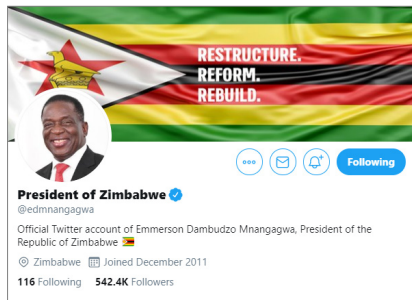 RESTRUCTURE.
REFORM.
REBUILD.
Following
President of Zimbabwe
@edmnangagwa
Official Twitter account of Emmerson Dambudzo Mnangagwa, President of the
Republic of Zimbabwe 🇿🇼
Zimbabwe Joined December 2011
116 Following 542.4K Followers